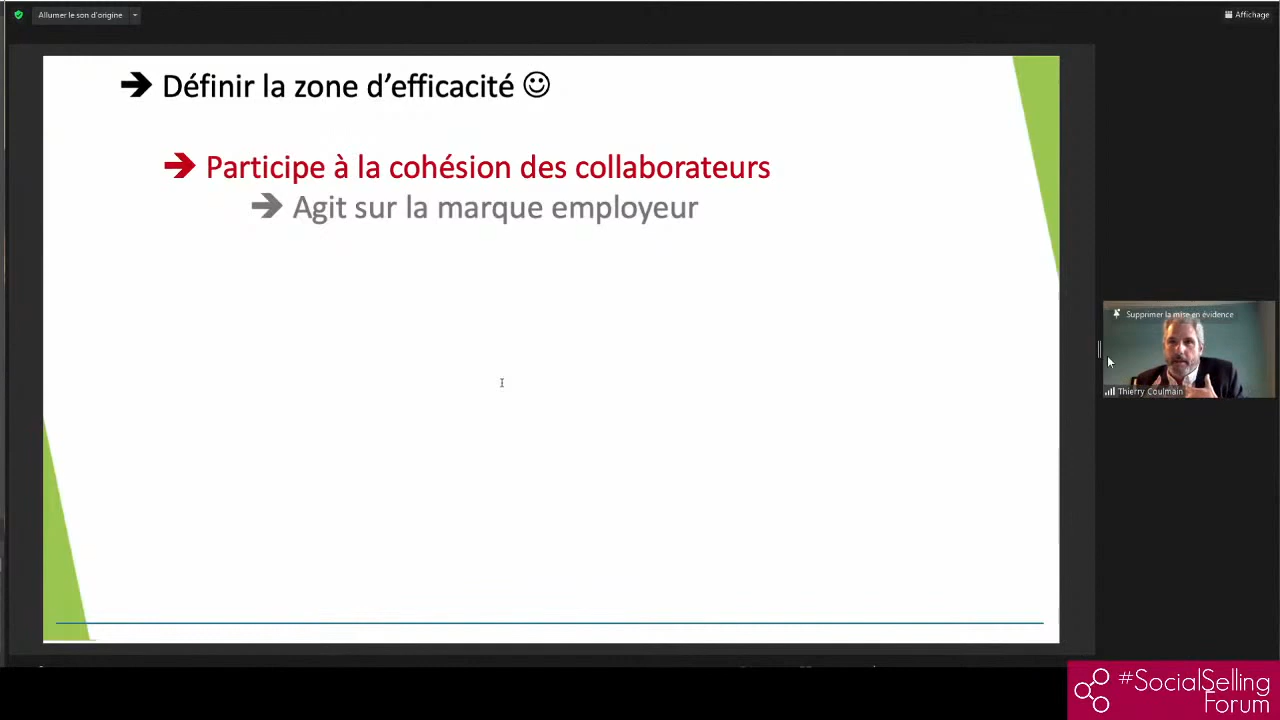 Allumer le son d'origine
Affichage
➔ Définir la zone d'efficacité ☺
➔ Participe à la cohésion des collaborateurs
➔ Agit sur la marque employeur
Supprimer la mise en évidence
Thierry Coulmain
#SocialSelling
Forum